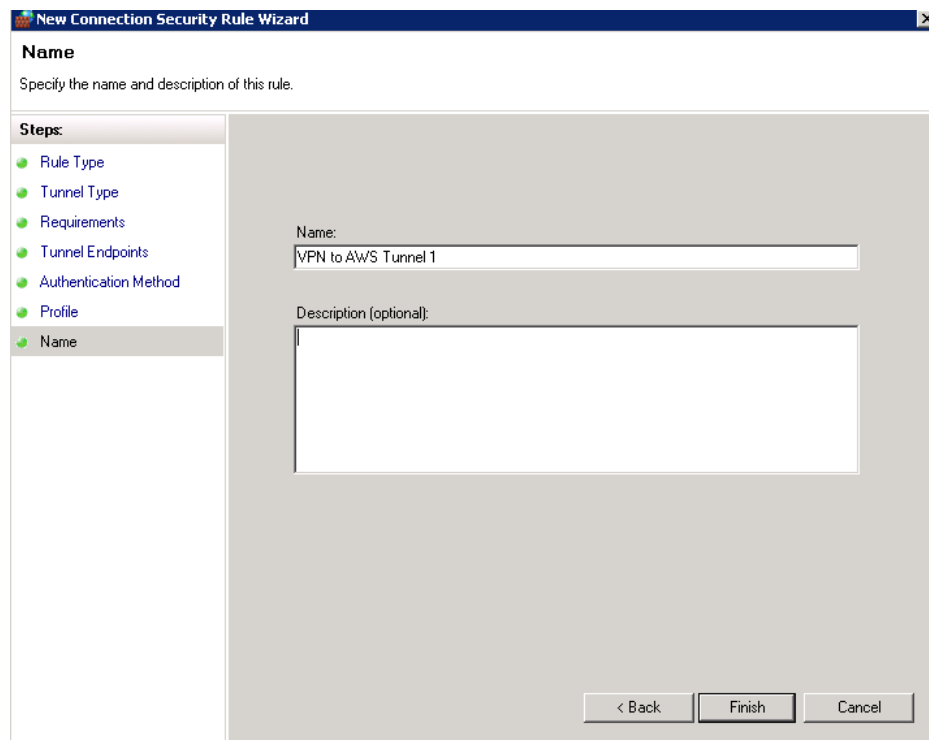 New Connection Security Rule Wizard
Name
Specify the name and description of this rule.
Steps:
Rule Type
Tunnel Type
Requirements
Tunnel Endpoints
Authentication Method
Profile
Name
Name:
VPN to AWS Tunnel 1
Description (optional):
< Back
Finish
Cancel